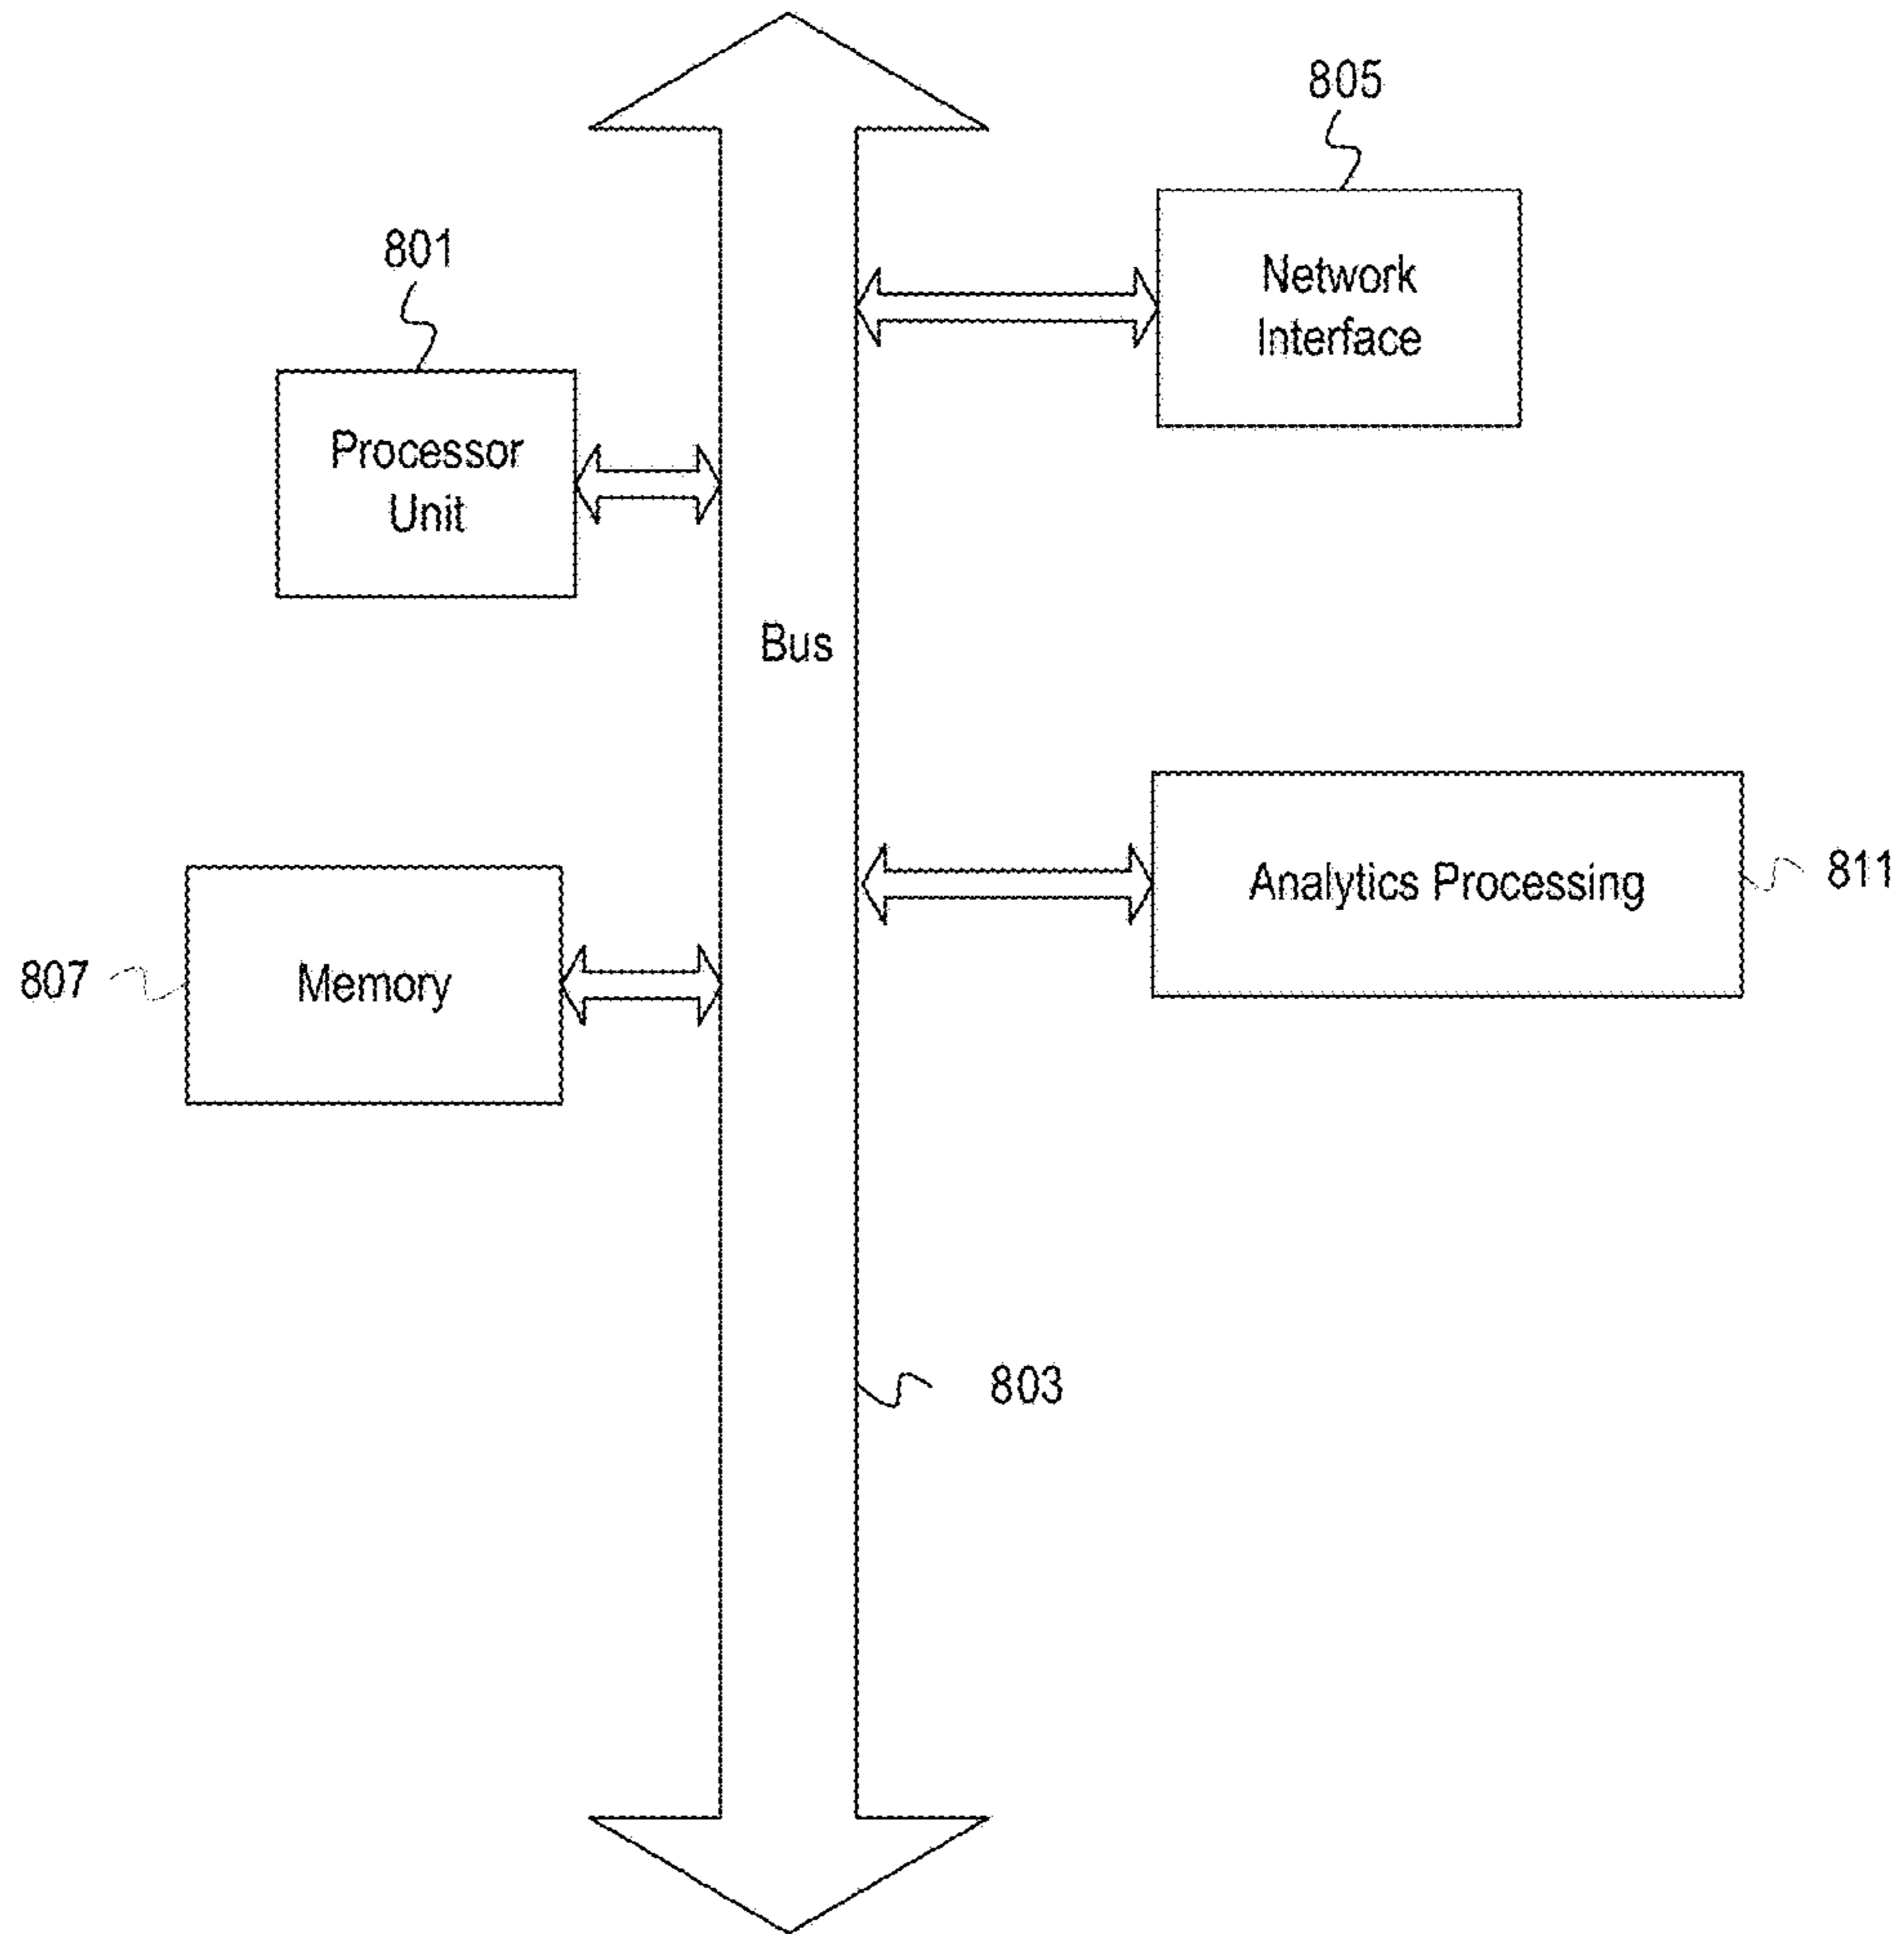 805
801
Network
Interface
Processor
Unit
Bus
Analytics Processing
811
807
Memory
803